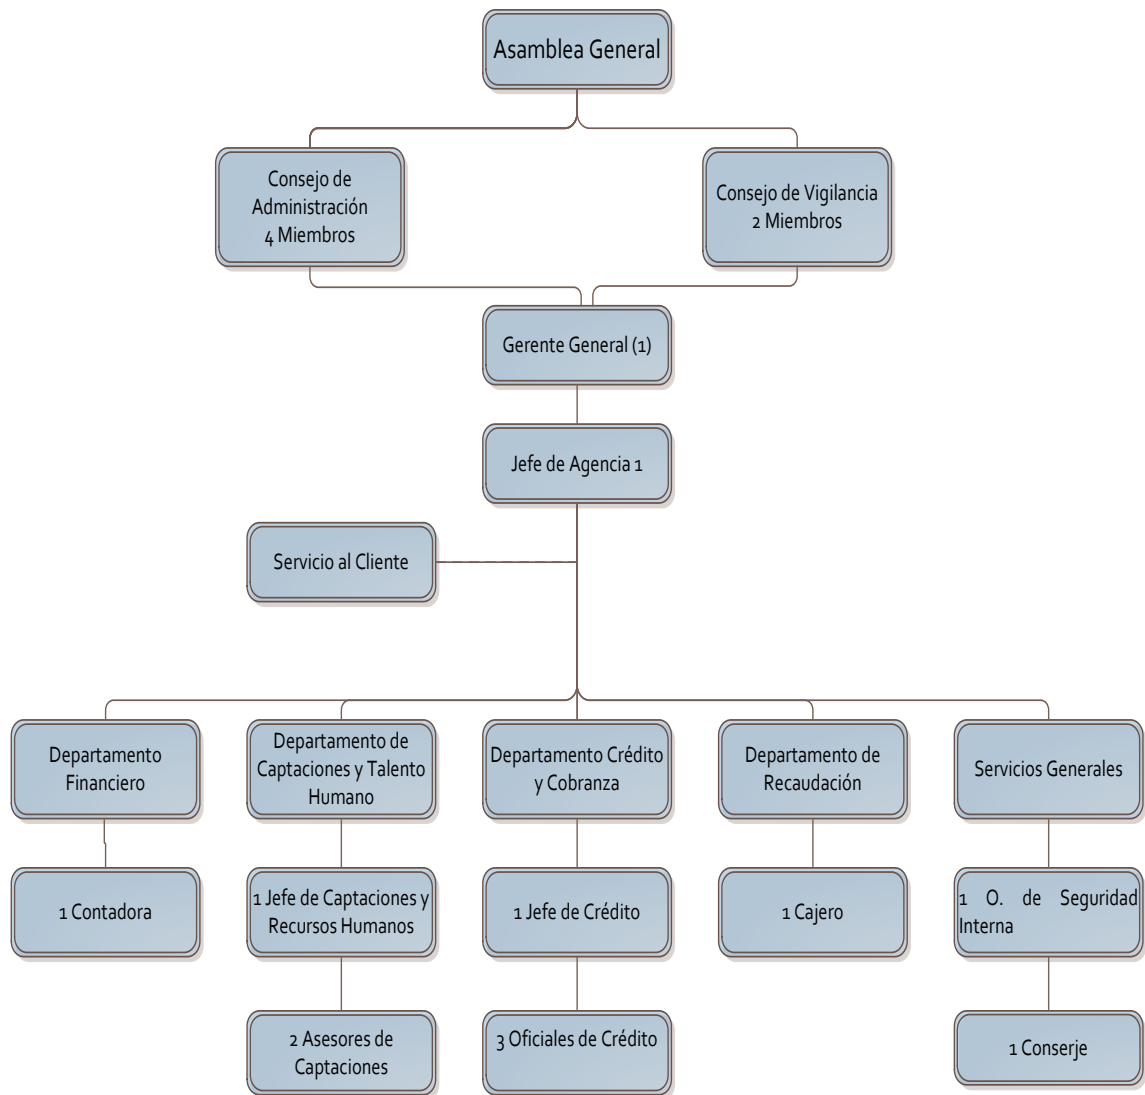 Asamblea General
Consejo de
Administración
4 Miembros
Consejo de Vigilancia
2 Miembros
Gerente General (1)
Jefe de Agencia 1
Servicio al Cliente
Departamento
Financiero
Departamento de
Captaciones y Talento
Humano
Departamento Crédito
y Cobranza
Departamento de
Recaudación
Servicios Generales
1 Contadora
1 Jefe de Captaciones y
Recursos Humanos
1 Jefe de Crédito
1 Cajero
1 O. de Seguridad
Interna
2 Asesores de
Captaciones
3 Oficiales de Crédito
1 Conserje